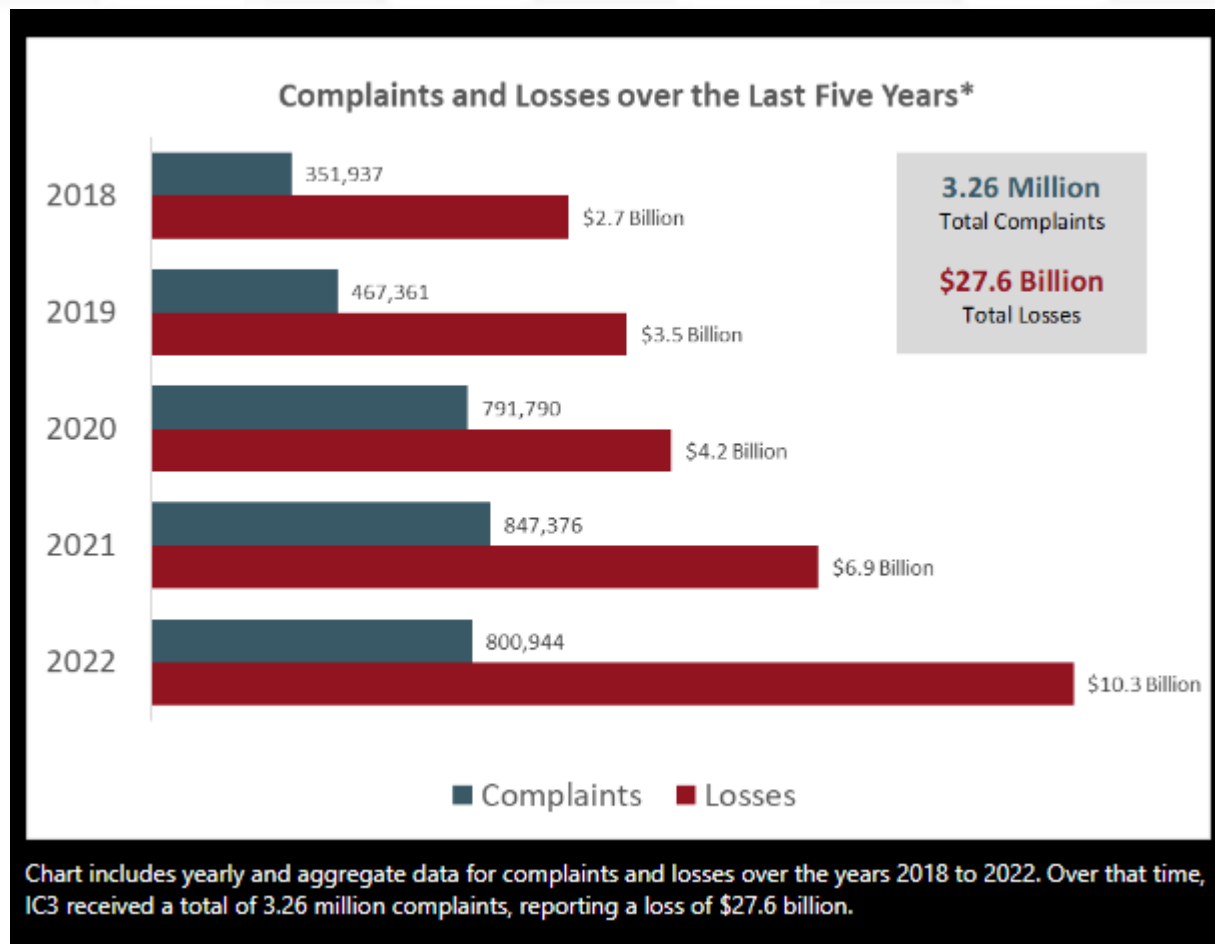 Complaints and Losses over the Last Five Years*
3.26 Million
Total Complaints
$27.6 Billion
Total Losses
2018
351,937
$2.7 Billion
2019
467,361
$3.5 Billion
2020
791,790
$4.2 Billion
2021
847,376
$6.9 Billion
2022
800,944
$10.3 Billion
Complaints Losses
Chart includes yearly and aggregate data for complaints and losses over the years 2018 to 2022. Over that time,
IC3 received a total of 3.26 million complaints, reporting a loss of $27.6 billion.